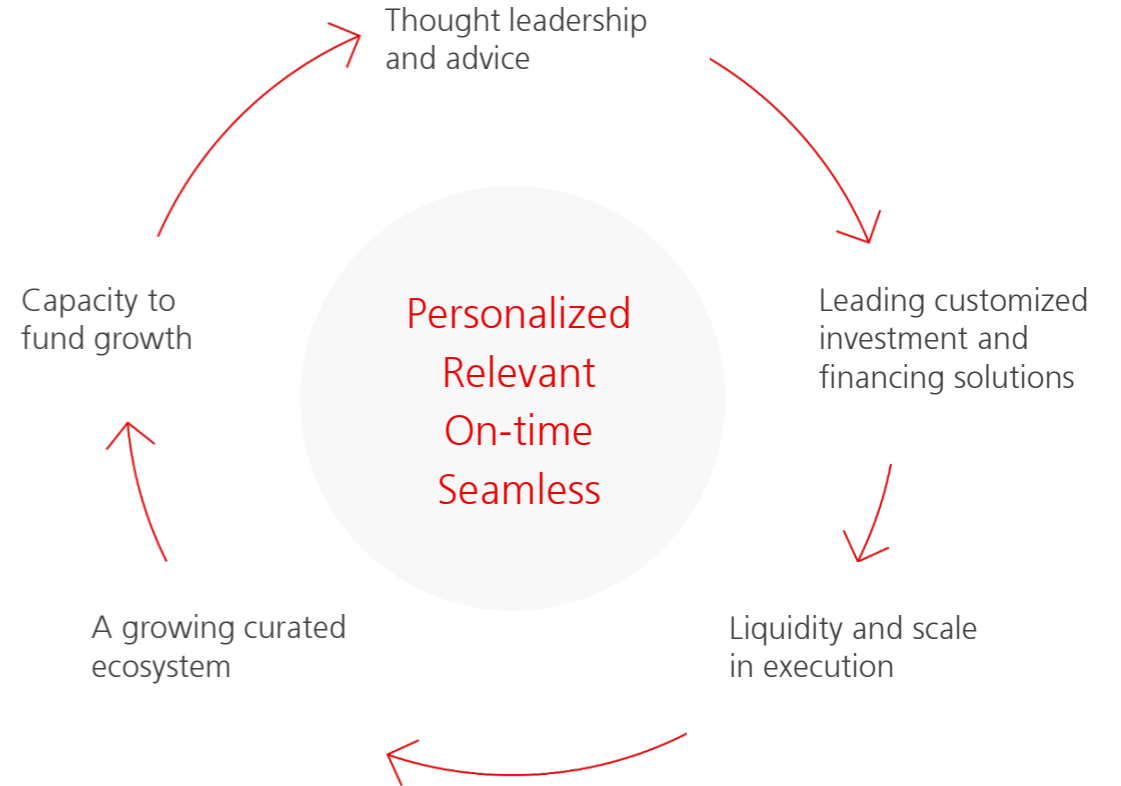 Thought leadership
and advice
Capacity to
fund growth
Personalized
Relevant
On-time
Seamless
Leading customized
investment and
financing solutions
A growing curated
ecosystem
Liquidity and scale
in execution